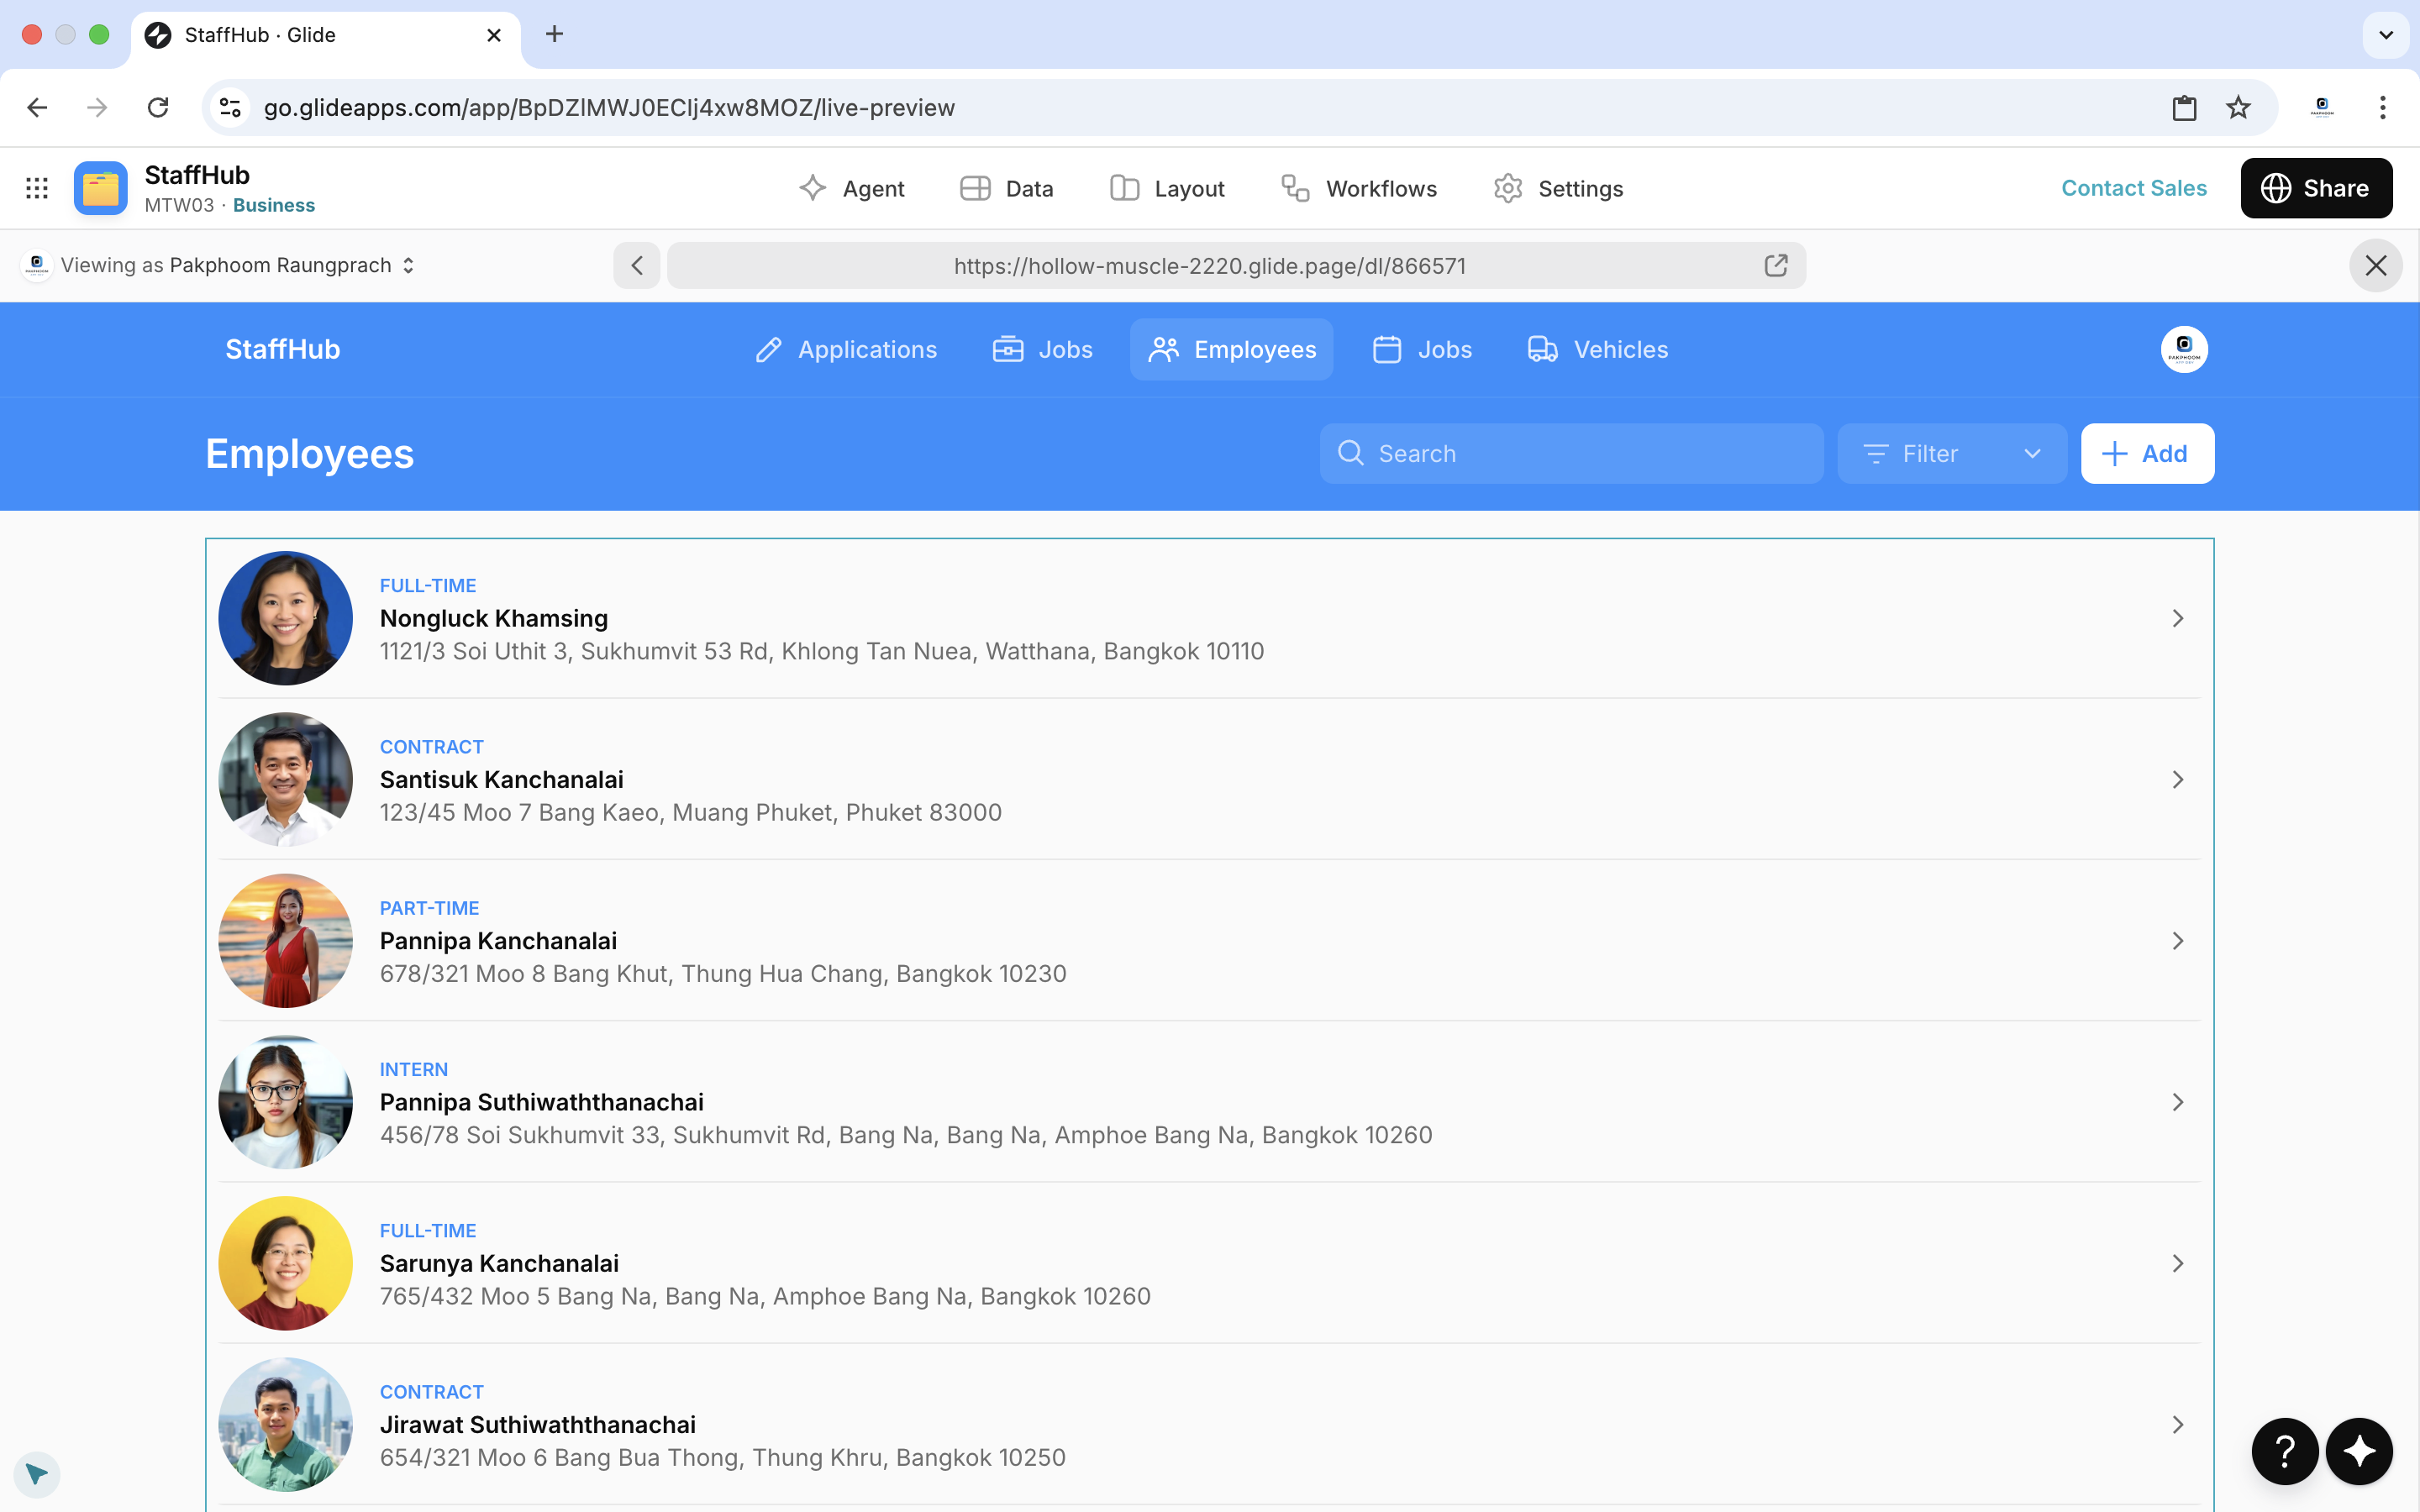 StaffHub · Glide
go.glideapps.com/app/BpDZlMWJ0EClj4xw8MOZ/live-preview
StaffHub
MTW03 · Business
Agent
Data
Layout
Workflows
Settings
Contact Sales
Share
Viewing as Pakphoom Raungprach
https://hollow-muscle-2220.glide.page/dl/866571
StaffHub
Applications
Jobs
Employees
Jobs
Vehicles
PAKPHOOM
Employees
Search
Filter
Add
FULL-TIME
Nongluck Khamsing
1121/3 Soi Uthit 3, Sukhumvit 53 Rd, Khlong Tan Nuea, Watthana, Bangkok 10110
CONTRACT
Santisuk Kanchanalai
123/45 Moo 7 Bang Kaeo, Muang Phuket, Phuket 83000
PART-TIME
Pannipa Kanchanalai
678/321 Moo 8 Bang Khut, Thung Hua Chang, Bangkok 10230
INTERN
Pannipa Suthiwaththanachai
456/78 Soi Sukhumvit 33, Sukhumvit Rd, Bang Na, Bang Na, Amphoe Bang Na, Bangkok 10260
FULL-TIME
Sarunya Kanchanalai
765/432 Moo 5 Bang Na, Bang Na, Amphoe Bang Na, Bangkok 10260
CONTRACT
Jirawat Suthiwaththanachai
654/321 Moo 6 Bang Bua Thong, Thung Khru, Bangkok 10250